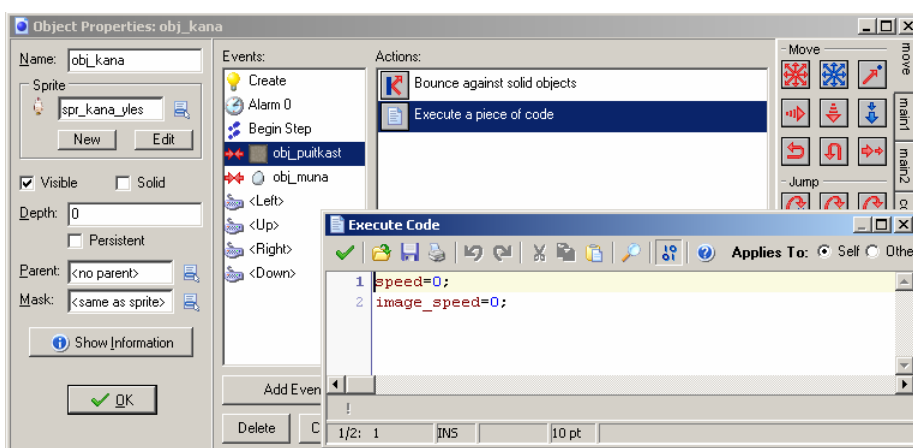 Object Properties: obj_kana
Name: obj_kana
Sprite
spr_kana_yles
New Edit
Visible Solid
Depth: 0
Persistent
Parent: <no parent>
Mask: <same as sprite>
Show Information
OK
Events:
Create
Alarm 0
Begin Step
obj_puitkast
obj_muna
<Left>
<Up>
<Right>
<Down>
Add Even
Delete C
Actions:
Bounce against solid objects
Execute a piece of code
Move
Jump
move
main1
main2
Execute Code
Applies To: Self Othe
1 speed=0;
2 image_speed=0;
!
1/2: 1 INS 10 pt